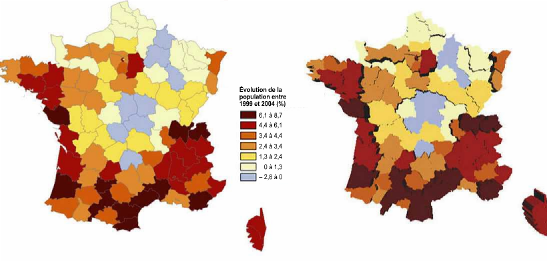 Évolution de la
population entre
1999 et 2004 (%)
6,1 à 8,7
4,4 à 6,1
3,4 à 4,4
2,4 à 3,4
1,3 à 2,4
0 à 1,3
– 2,6 à 0